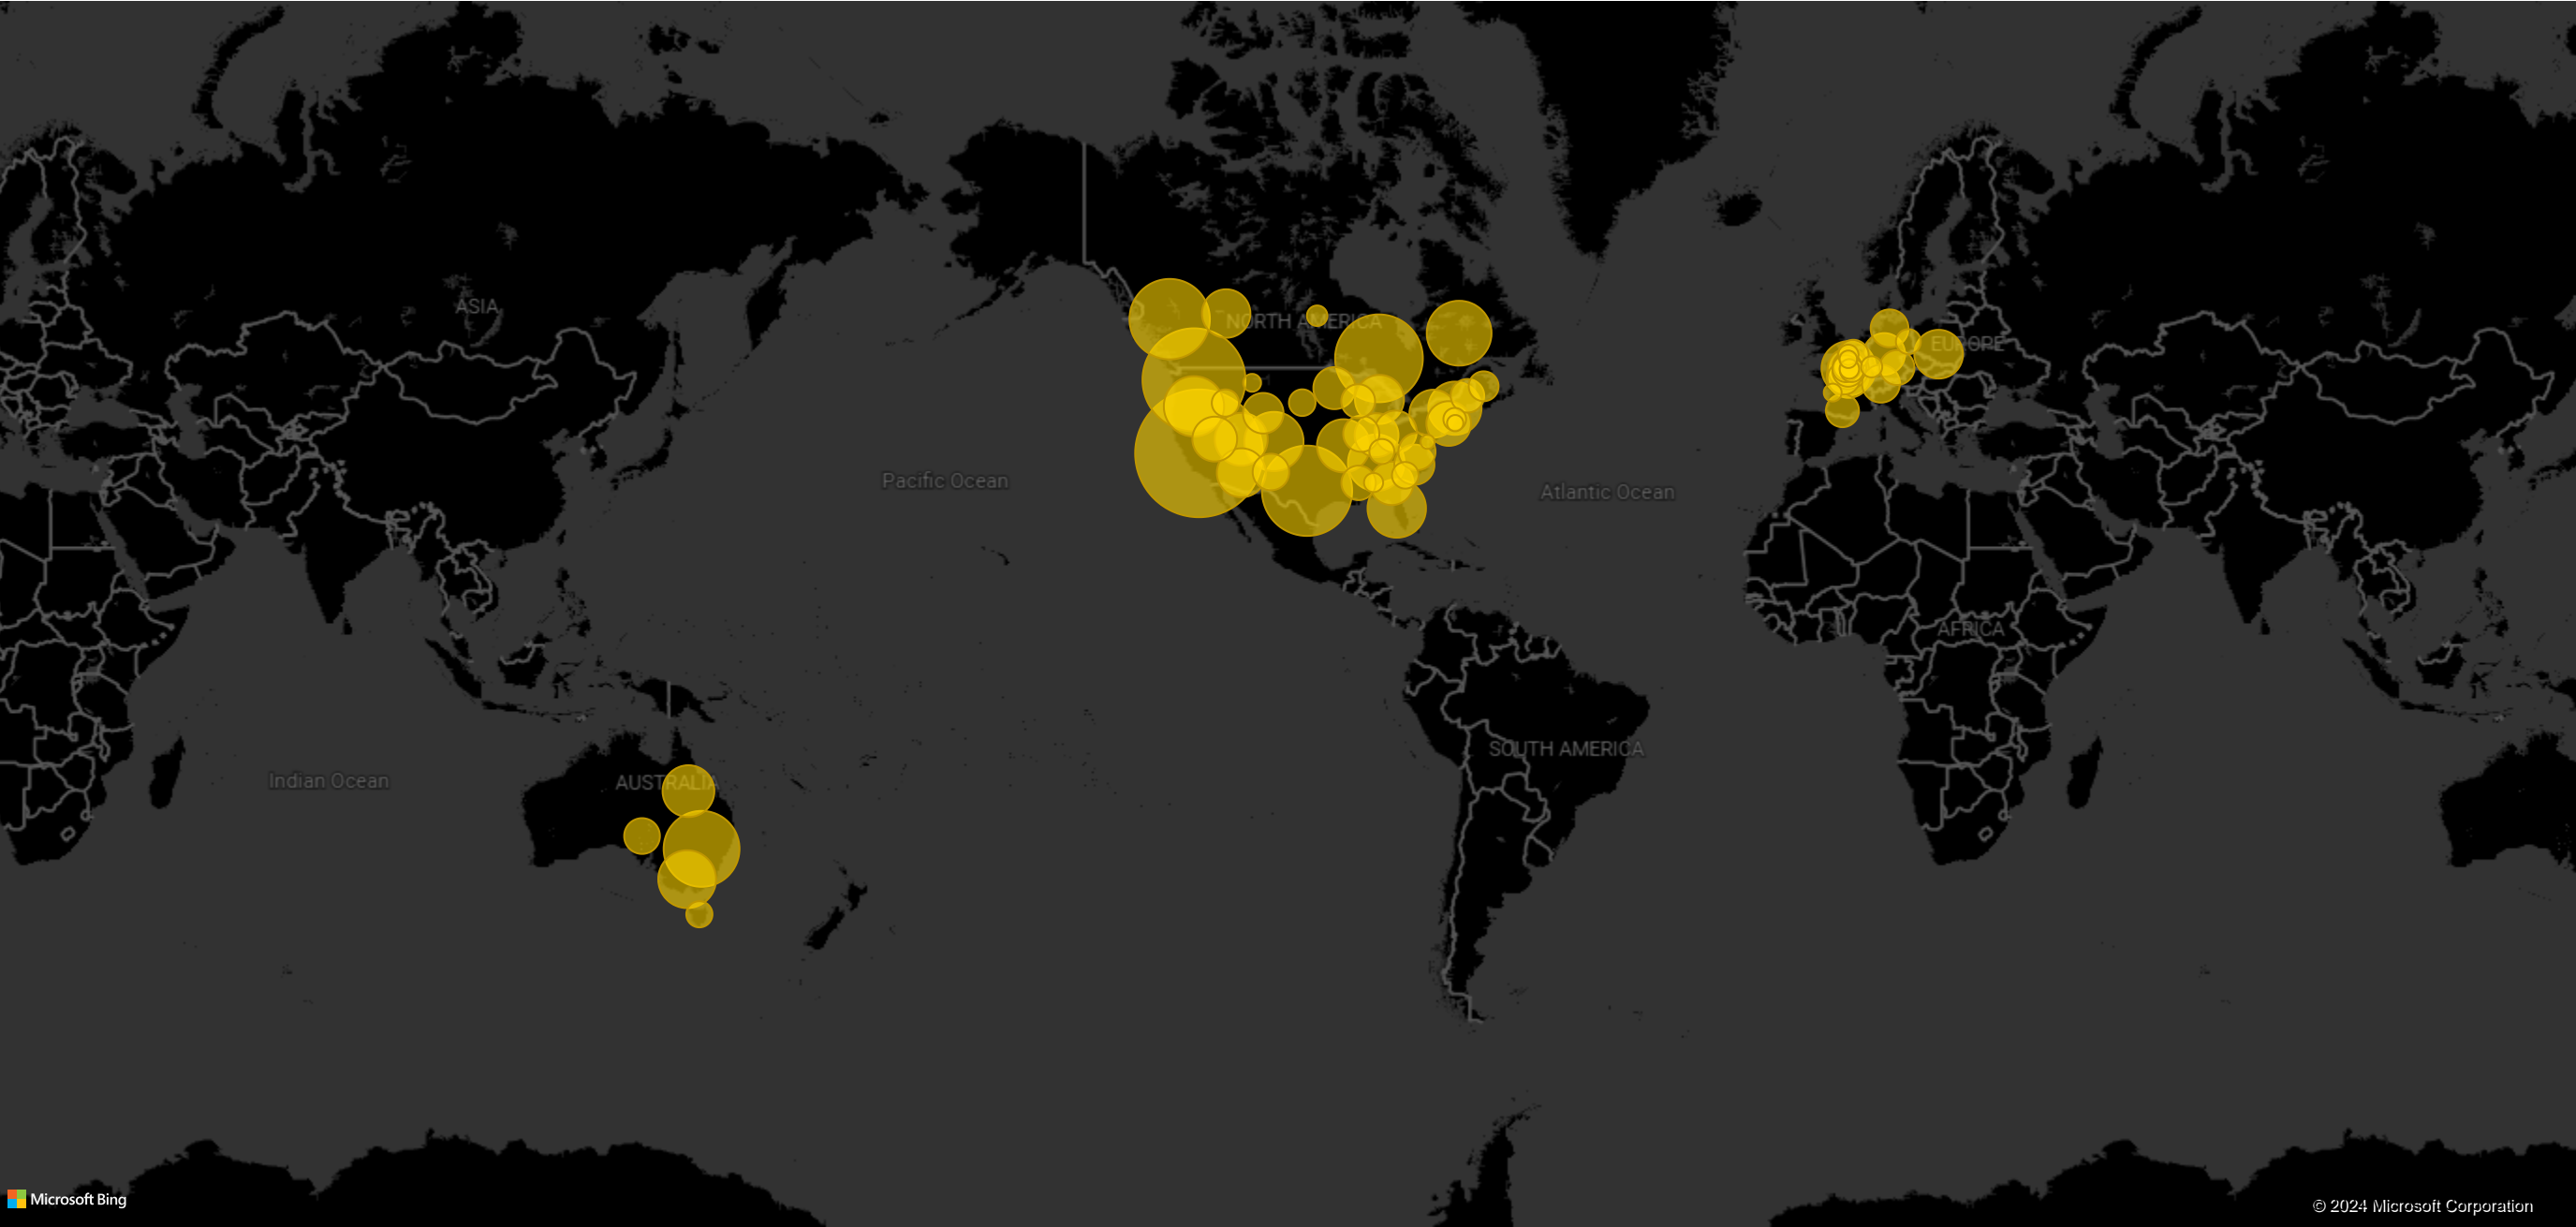 ASIA
NORTH AMERICA
EUROPE
Pacific Ocean
Atlantic Ocean
AFRICA
SOUTH AMERICA
Indian Ocean
AUSTRALIA
Microsoft Bing
© 2024 Microsoft Corporation